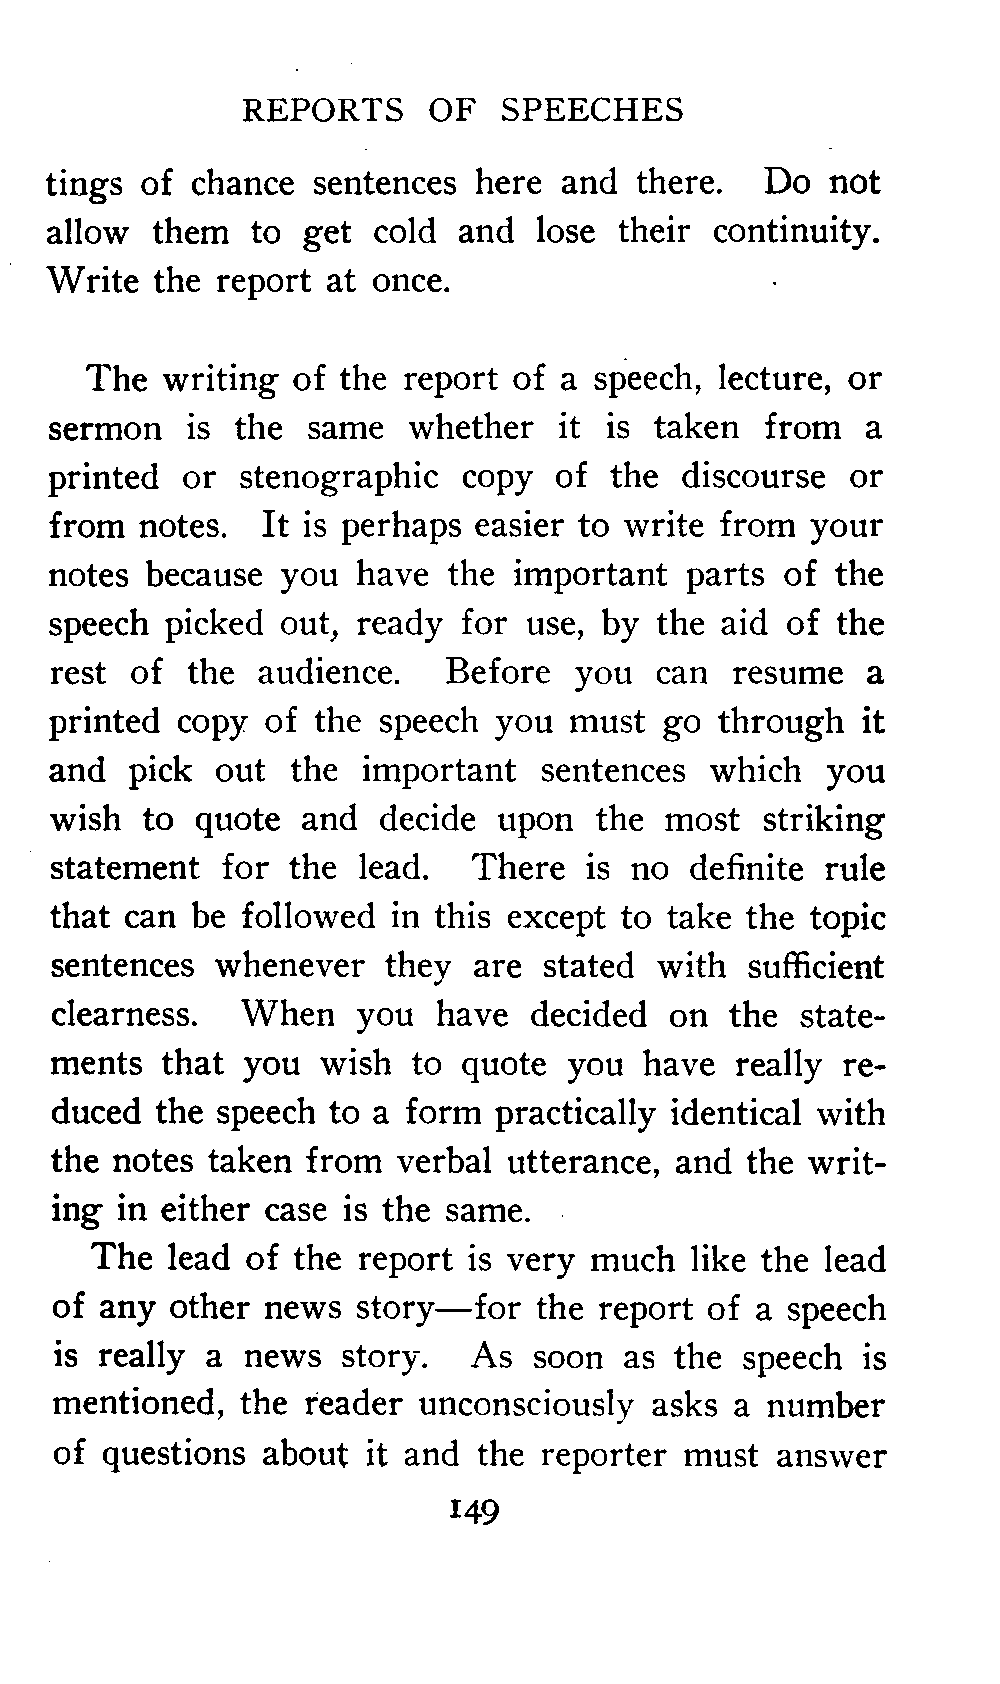 REPORTS OF SPEECHES
tings of chance sentences here and there. Do not
allow them to get cold and lose their continuity.
Write the report at once.
The writing of the report of a speech, lecture, or
sermon is the same whether it is taken from a
printed or stenographic copy of the discourse or
from notes. It is perhaps easier to write from your
notes because you have the important parts of the
speech picked out, ready for use, by the aid of the
rest of the audience. Before you can resume a
printed copy of the speech you must go through it
and pick out the important sentences which you
wish to quote and decide upon the most striking
statement for the lead. There is no definite rule
that can be followed in this except to take the topic
sentences whenever they are stated with sufficient
clearness. When you have decided on the state-
ments that you wish to quote you have really re-
duced the speech to a form practically identical with
the notes taken from verbal utterance, and the writ-
ing in either case is the same.
The lead of the report is very much like the lead
of any other news story—for the report of a speech
is really a news story. As soon as the speech is
mentioned, the reader unconsciously asks a number
of questions about it and the reporter must answer
149